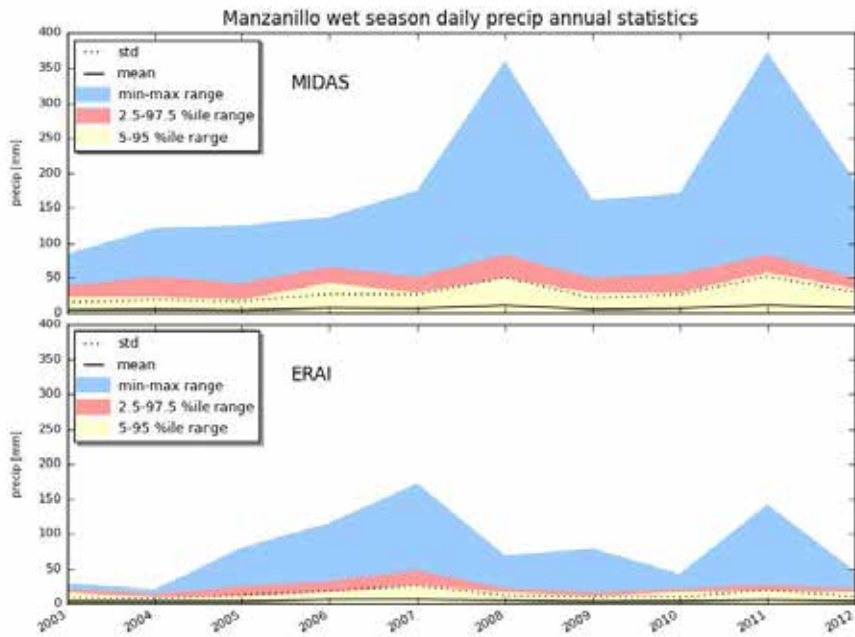 Manzanillo wet season daily precip annual statistics
400
350
300
250
200
150
100
50
0
precip [mm]
std
mean
min-max range
2.5-97.5 %ile range
5-95 %ile range
MIDAS
400
350
300
250
200
150
100
50
0
precip [mm]
std
mean
min-max range
2.5-97.5 %ile range
5-95 %ile range
ERAI
2003
2004
2005
2006
2007
2008
2009
2010
2011
2012